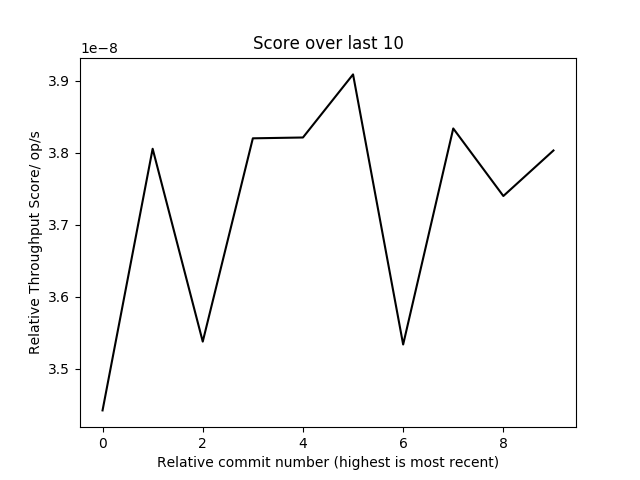 Score over last 10
1e−8
3.9
3.8
3.7
3.6
3.5
Relative Throughput Score/ op/s
0 2 4 6 8
Relative commit number (highest is most recent)